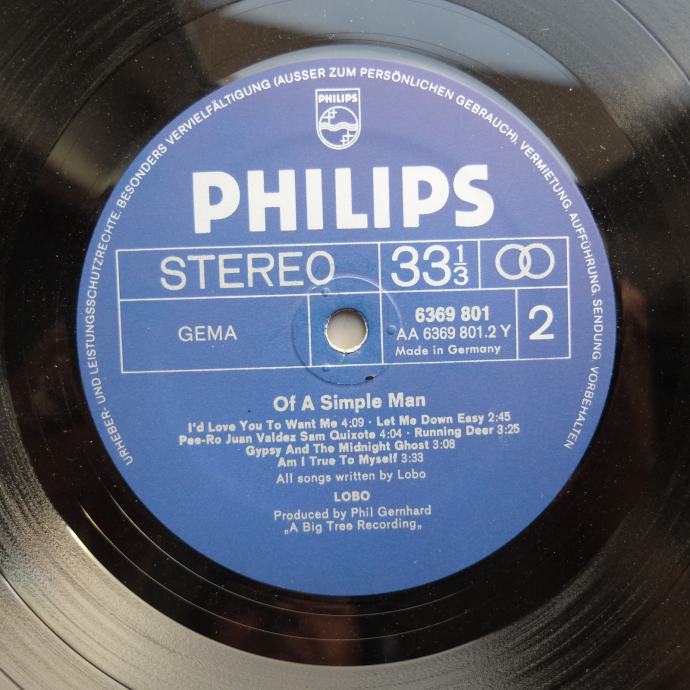 URHEBER- UND LEISTUNGSSCHUTZRECHTE. BESONDERS VERVIELFÄLTIGUNG (AUSSER ZUM PERSÖNLICHEN GEBRAUCH), VERMIETUNG, AUFFÜHRUNG, SENDUNG VORBEHALTEN
PHILIPS
PHILIPS
STEREO 33 1/3
GEMA 6369 801 2
AA 6369 801.2 Y
Made in Germany
Of A Simple Man
I'd Love You To Want Me 4:09 · Let Me Down Easy 2:45
Pee-Ro Juan Valdez Sam Quixote 4:04 · Running Deer 3:25
Gypsy And The Midnight Ghost 3:08
Am I True To Myself 3:33
All songs written by Lobo
LOBO
Produced by Phil Gernhard
„A Big Tree Recording„